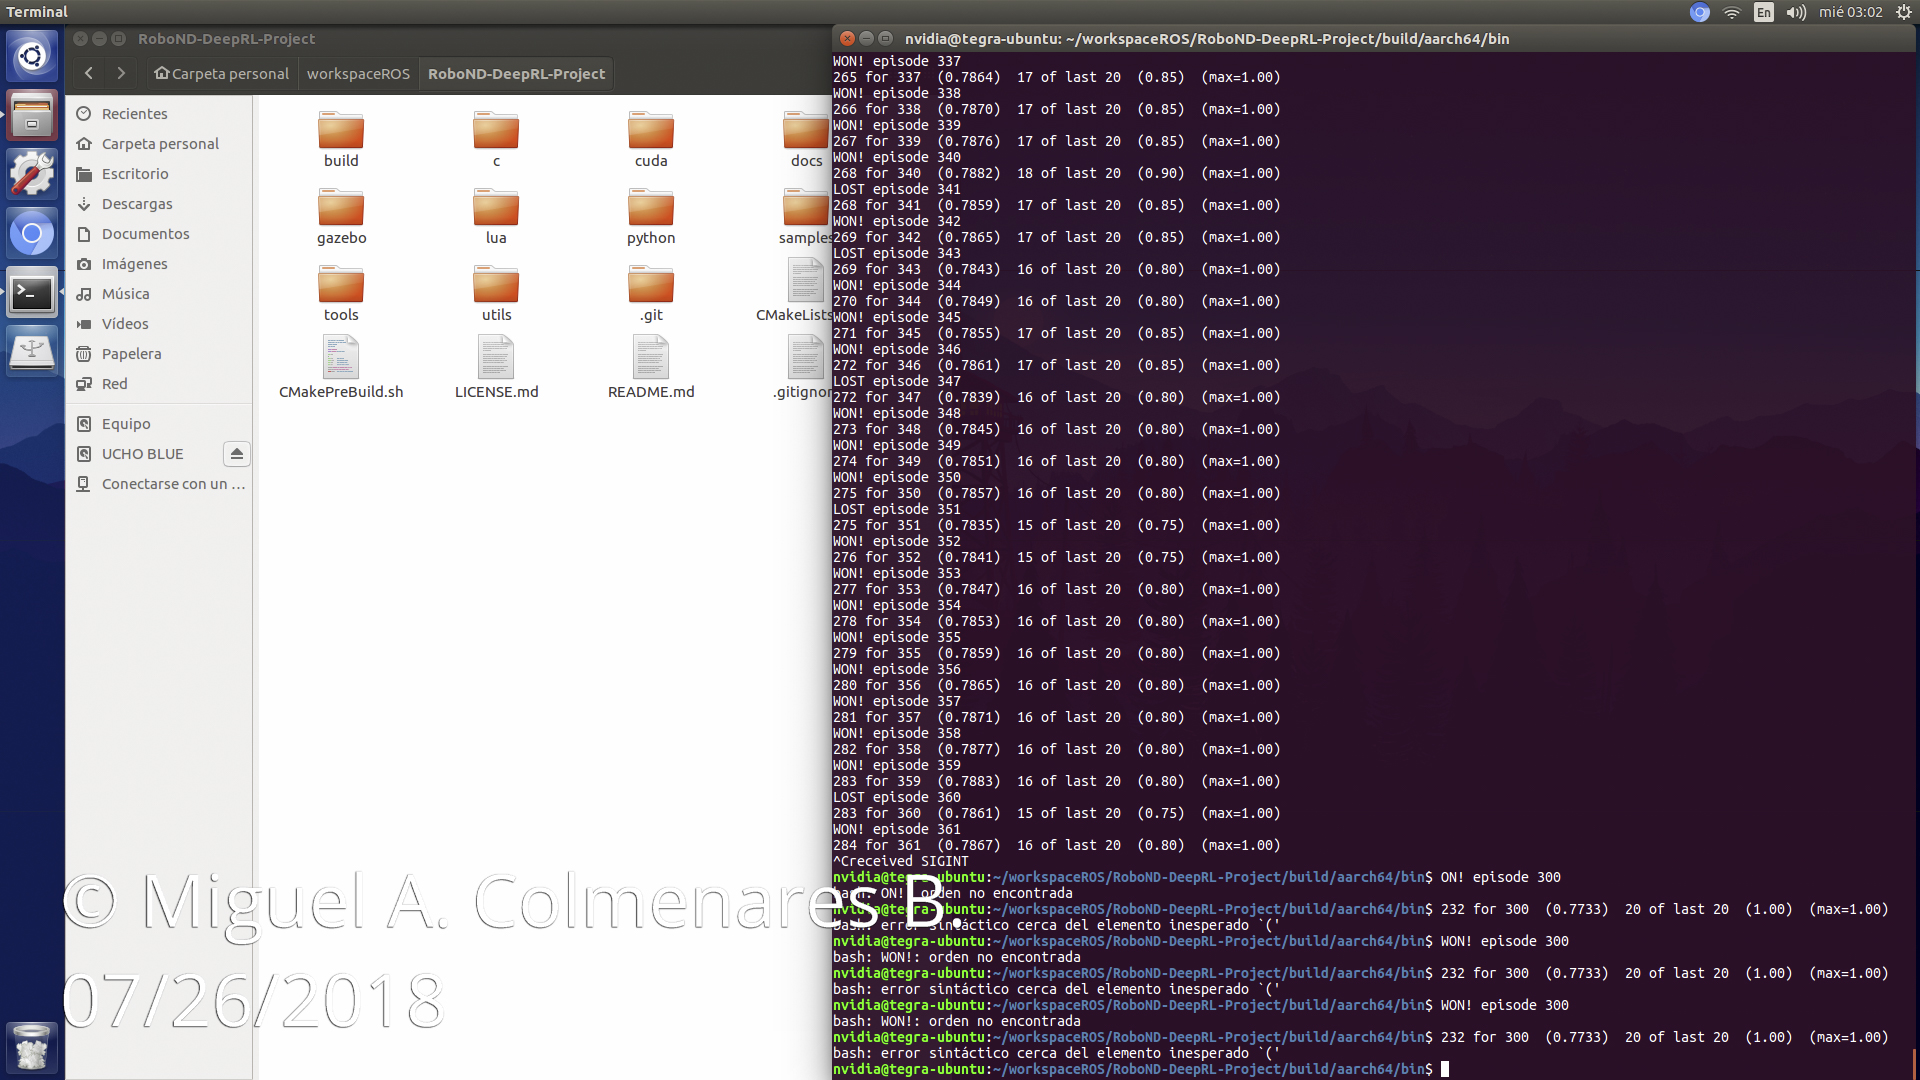 Terminal
En
mié 03:02
RoboND-DeepRL-Project
Carpeta personal
workspaceROS
RoboND-DeepRL-Project
Recientes
Carpeta personal
Escritorio
Descargas
Documentos
Imágenes
Música
Vídeos
Papelera
Red
Equipo
UCHO BLUE
Conectarse con un ...
build
c
cuda
docs
gazebo
lua
python
samples
tools
utils
.git
CMakeLists
CMakePreBuild.sh
LICENSE.md
README.md
.gitignor
nvidia@tegra-ubuntu: ~/workspaceROS/RoboND-DeepRL-Project/build/aarch64/bin
WON! episode 337
265 for 337  (0.7864)  17 of last 20  (0.85)  (max=1.00)
WON! episode 338
266 for 338  (0.7870)  17 of last 20  (0.85)  (max=1.00)
WON! episode 339
267 for 339  (0.7876)  17 of last 20  (0.85)  (max=1.00)
WON! episode 340
268 for 340  (0.7882)  18 of last 20  (0.90)  (max=1.00)
LOST episode 341
268 for 341  (0.7859)  17 of last 20  (0.85)  (max=1.00)
WON! episode 342
269 for 342  (0.7865)  17 of last 20  (0.85)  (max=1.00)
LOST episode 343
269 for 343  (0.7843)  16 of last 20  (0.80)  (max=1.00)
WON! episode 344
270 for 344  (0.7849)  16 of last 20  (0.80)  (max=1.00)
WON! episode 345
271 for 345  (0.7855)  17 of last 20  (0.85)  (max=1.00)
WON! episode 346
272 for 346  (0.7861)  17 of last 20  (0.85)  (max=1.00)
LOST episode 347
272 for 347  (0.7839)  16 of last 20  (0.80)  (max=1.00)
WON! episode 348
273 for 348  (0.7845)  16 of last 20  (0.80)  (max=1.00)
WON! episode 349
274 for 349  (0.7851)  16 of last 20  (0.80)  (max=1.00)
WON! episode 350
275 for 350  (0.7857)  16 of last 20  (0.80)  (max=1.00)
LOST episode 351
275 for 351  (0.7835)  15 of last 20  (0.75)  (max=1.00)
WON! episode 352
276 for 352  (0.7841)  15 of last 20  (0.75)  (max=1.00)
WON! episode 353
277 for 353  (0.7847)  16 of last 20  (0.80)  (max=1.00)
WON! episode 354
278 for 354  (0.7853)  16 of last 20  (0.80)  (max=1.00)
WON! episode 355
279 for 355  (0.7859)  16 of last 20  (0.80)  (max=1.00)
WON! episode 356
280 for 356  (0.7865)  16 of last 20  (0.80)  (max=1.00)
WON! episode 357
281 for 357  (0.7871)  16 of last 20  (0.80)  (max=1.00)
WON! episode 358
282 for 358  (0.7877)  16 of last 20  (0.80)  (max=1.00)
WON! episode 359
283 for 359  (0.7883)  16 of last 20  (0.80)  (max=1.00)
LOST episode 360
283 for 360  (0.7861)  15 of last 20  (0.75)  (max=1.00)
WON! episode 361
284 for 361  (0.7867)  16 of last 20  (0.80)  (max=1.00)
^Creceived SIGINT
nvidia@tegra-ubuntu:~/workspaceROS/RoboND-DeepRL-Project/build/aarch64/bin$ ON! episode 300
bash: ON!: orden no encontrada
nvidia@tegra-ubuntu:~/workspaceROS/RoboND-DeepRL-Project/build/aarch64/bin$ 232 for 300  (0.7733)  20 of last 20  (1.00)  (max=1.00)
bash: error sintáctico cerca del elemento inesperado `('
nvidia@tegra-ubuntu:~/workspaceROS/RoboND-DeepRL-Project/build/aarch64/bin$ WON! episode 300
bash: WON!: orden no encontrada
nvidia@tegra-ubuntu:~/workspaceROS/RoboND-DeepRL-Project/build/aarch64/bin$ 232 for 300  (0.7733)  20 of last 20  (1.00)  (max=1.00)
bash: error sintáctico cerca del elemento inesperado `('
nvidia@tegra-ubuntu:~/workspaceROS/RoboND-DeepRL-Project/build/aarch64/bin$ WON! episode 300
bash: WON!: orden no encontrada
nvidia@tegra-ubuntu:~/workspaceROS/RoboND-DeepRL-Project/build/aarch64/bin$ 232 for 300  (0.7733)  20 of last 20  (1.00)  (max=1.00)
bash: error sintáctico cerca del elemento inesperado `('
nvidia@tegra-ubuntu:~/workspaceROS/RoboND-DeepRL-Project/build/aarch64/bin$
© Miguel A. Colmenares B.
07/26/2018